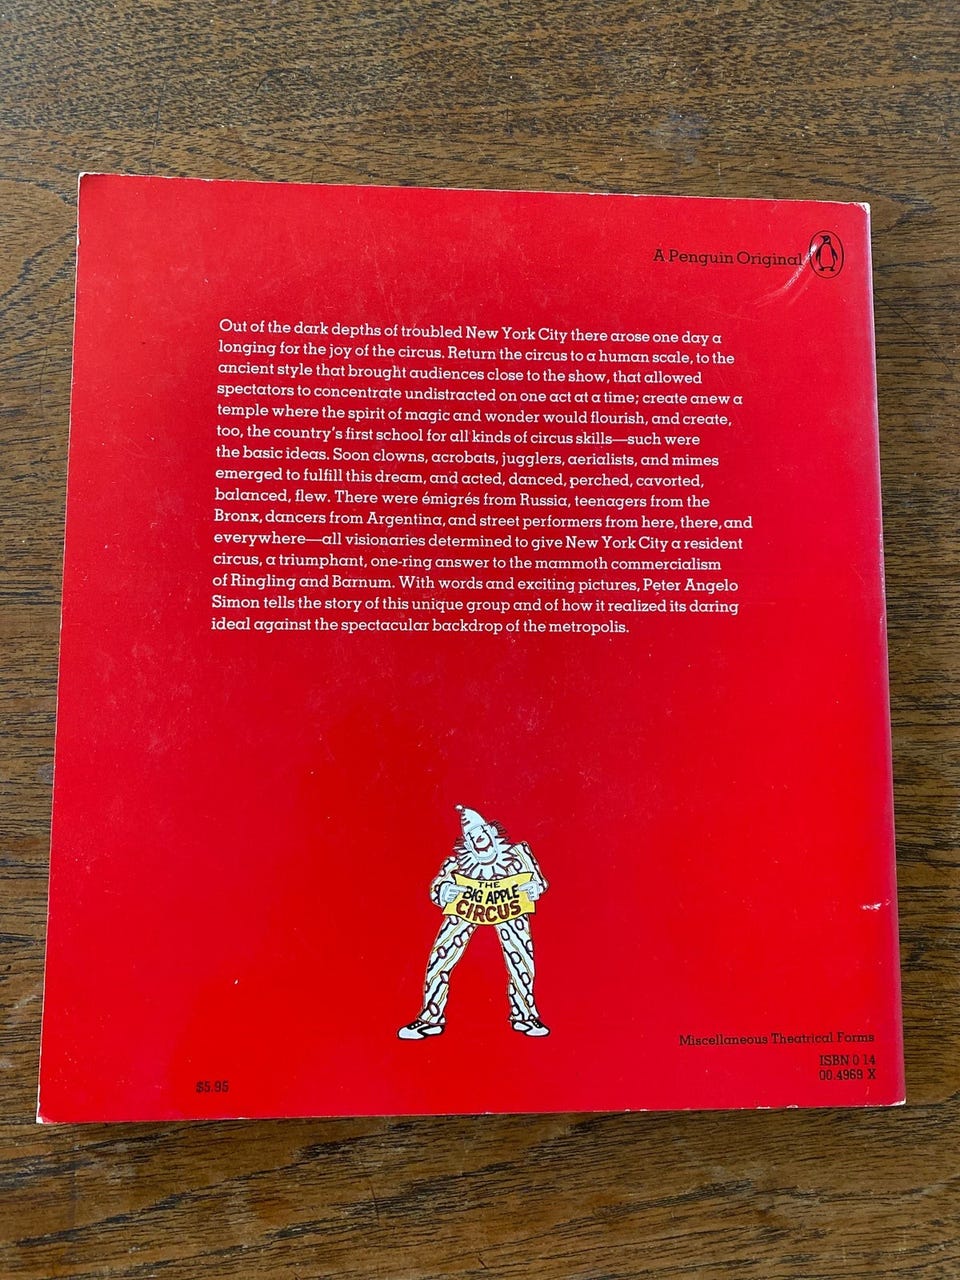 A Penguin Original
Out of the dark depths of troubled New York City there arose one day a
longing for the joy of the circus. Return the circus to a human scale, to the
ancient style that brought audiences close to the show, that allowed
spectators to concentrate undistracted on one act at a time; create anew a
temple where the spirit of magic and wonder would flourish, and create,
too, the country's first school for all kinds of circus skills—such were
the basic ideas. Soon clowns, acrobats, jugglers, aerialists, and mimes
emerged to fulfill this dream, and acted, danced, perched, cavorted,
balanced, flew. There were émigrés from Russia, teenagers from the
Bronx, dancers from Argentina, and street performers from here, there, and
everywhere—all visionaries determined to give New York City a resident
circus, a triumphant, one-ring answer to the mammoth commercialism
of Ringling and Barnum. With words and exciting pictures, Peter Angelo
Simon tells the story of this unique group and of how it realized its daring
ideal against the spectacular backdrop of the metropolis.
THE
BIG APPLE
CIRCUS
Miscellaneous Theatrical Forms
ISBN 0 14
00.4969 X
$5.95